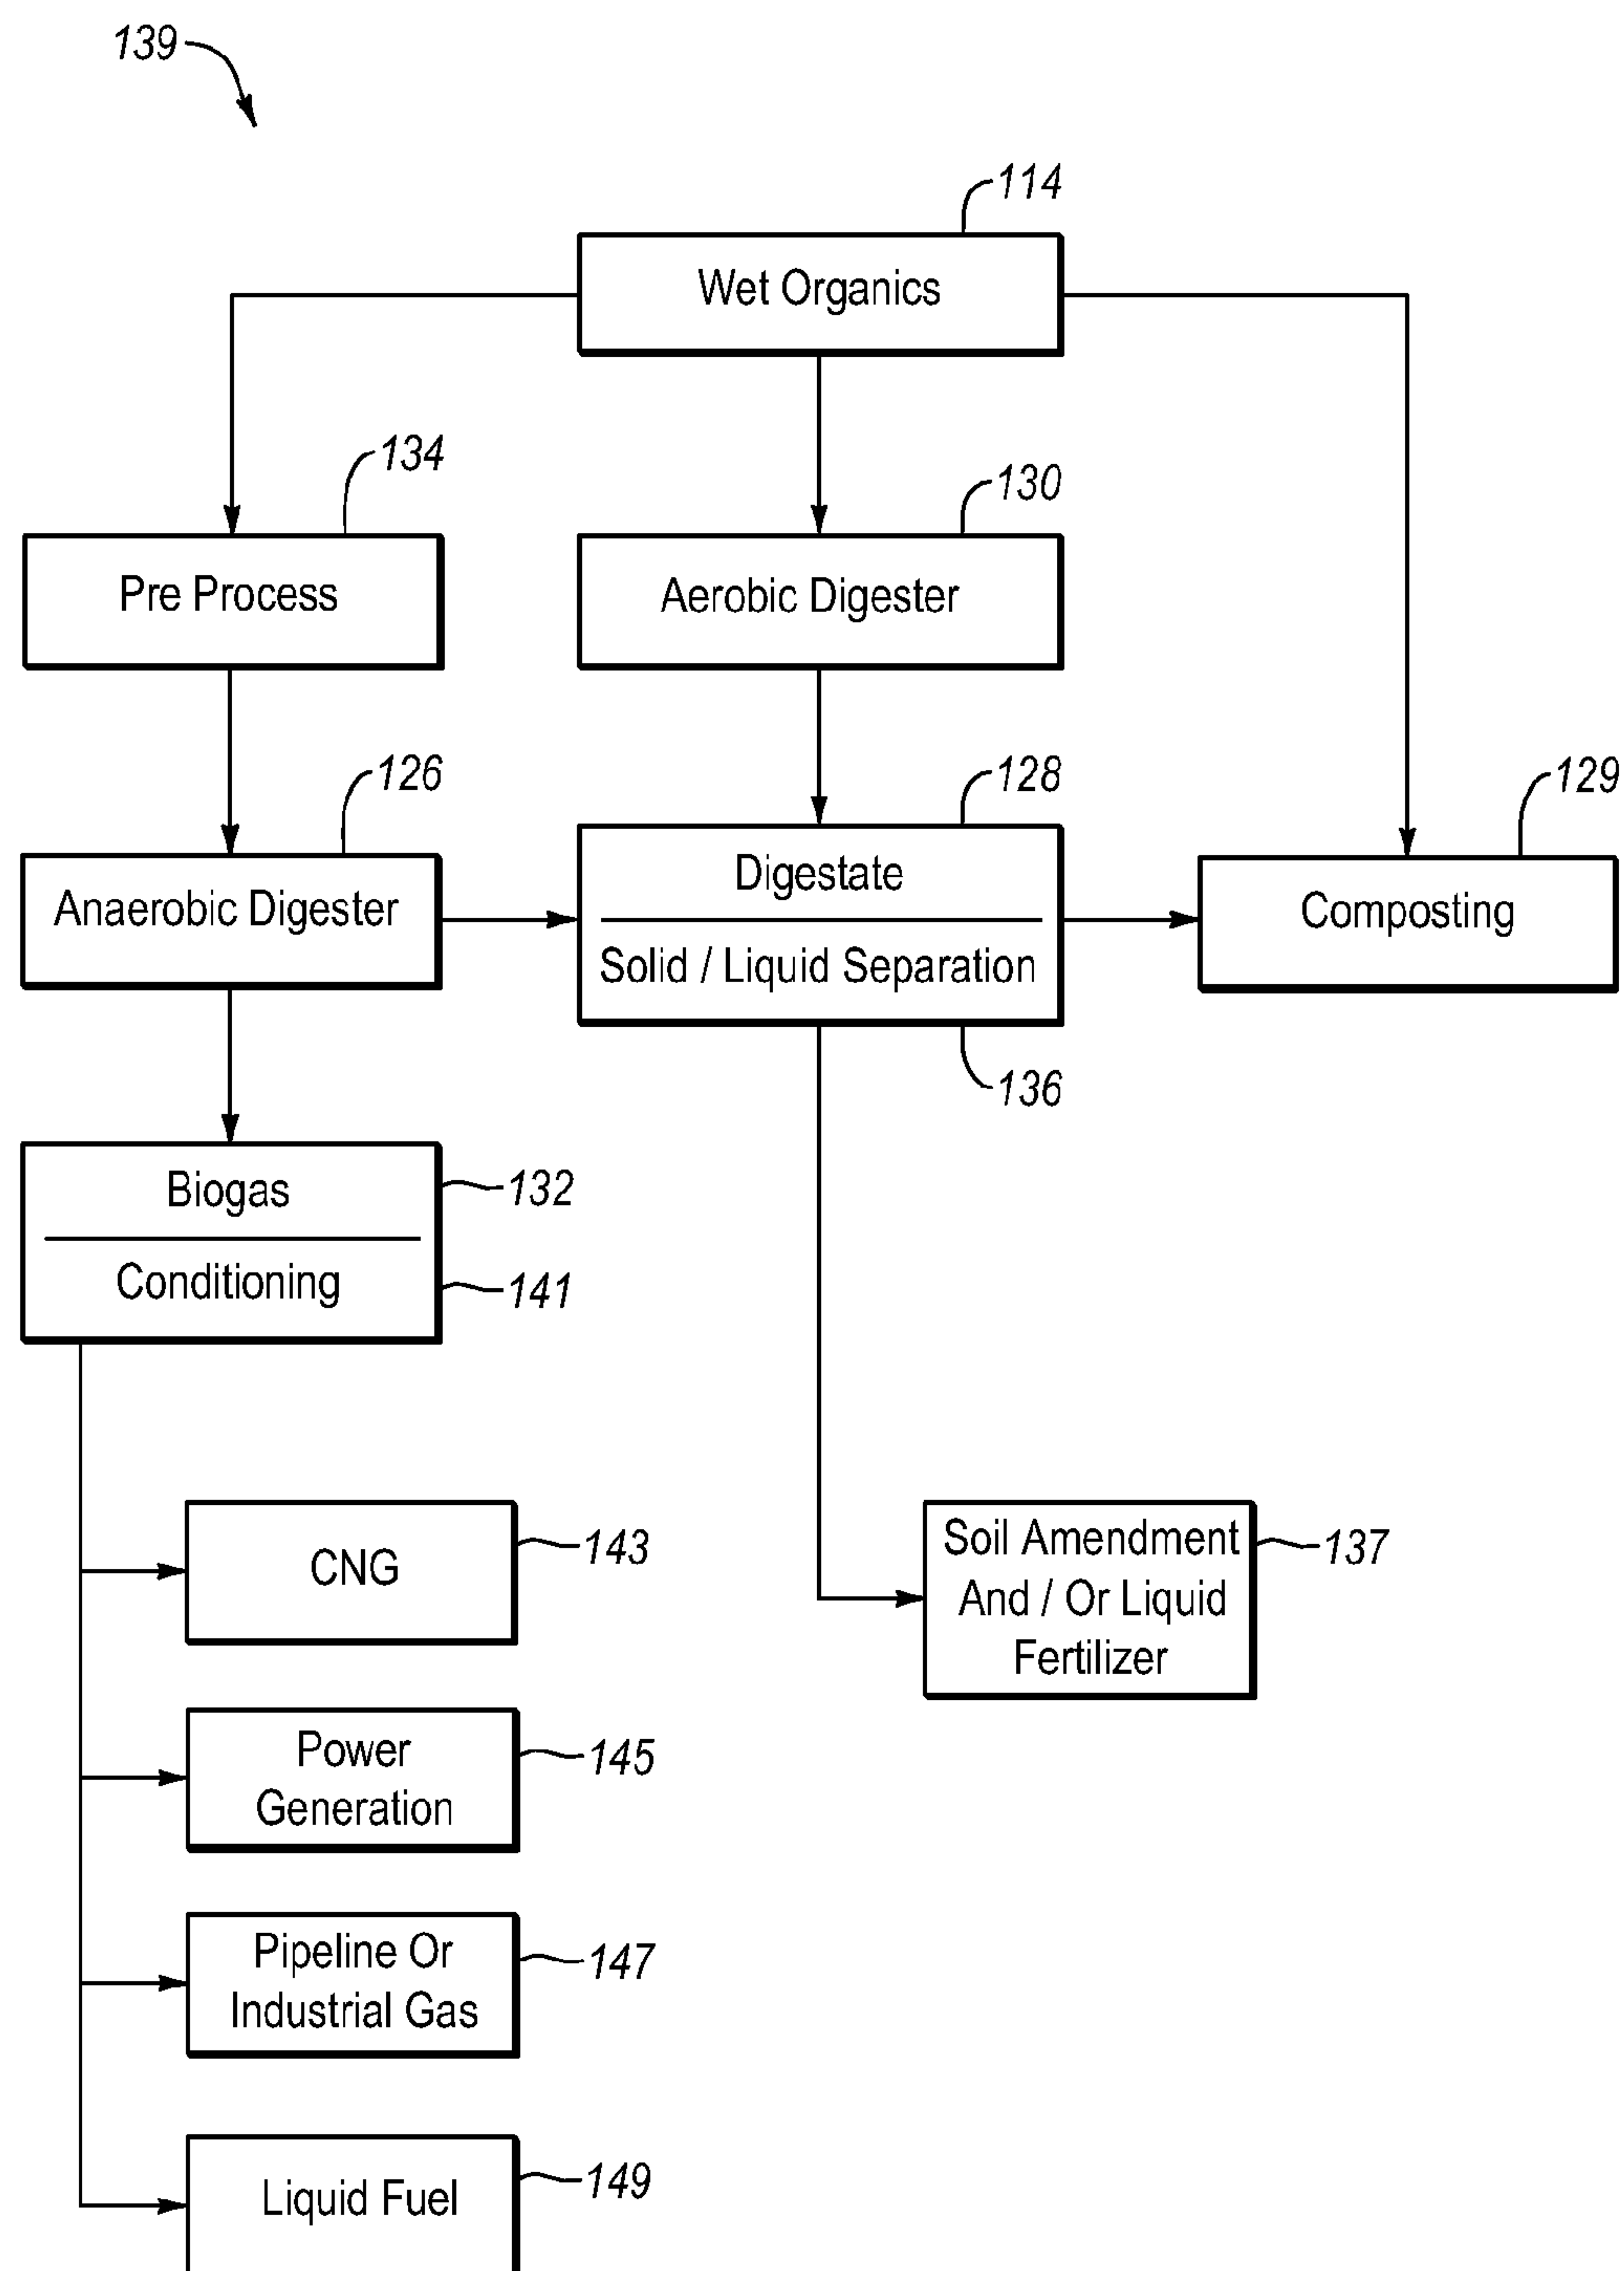 139
114
Wet Organics
134
130
Pre Process
Aerobic Digester
126
128
129
Anaerobic Digester
Digestate
Solid / Liquid Separation
Composting
136
Biogas
132
Conditioning
141
CNG
143
Soil Amendment
And / Or Liquid
Fertilizer
137
Power
Generation
145
Pipeline Or
Industrial Gas
147
Liquid Fuel
149